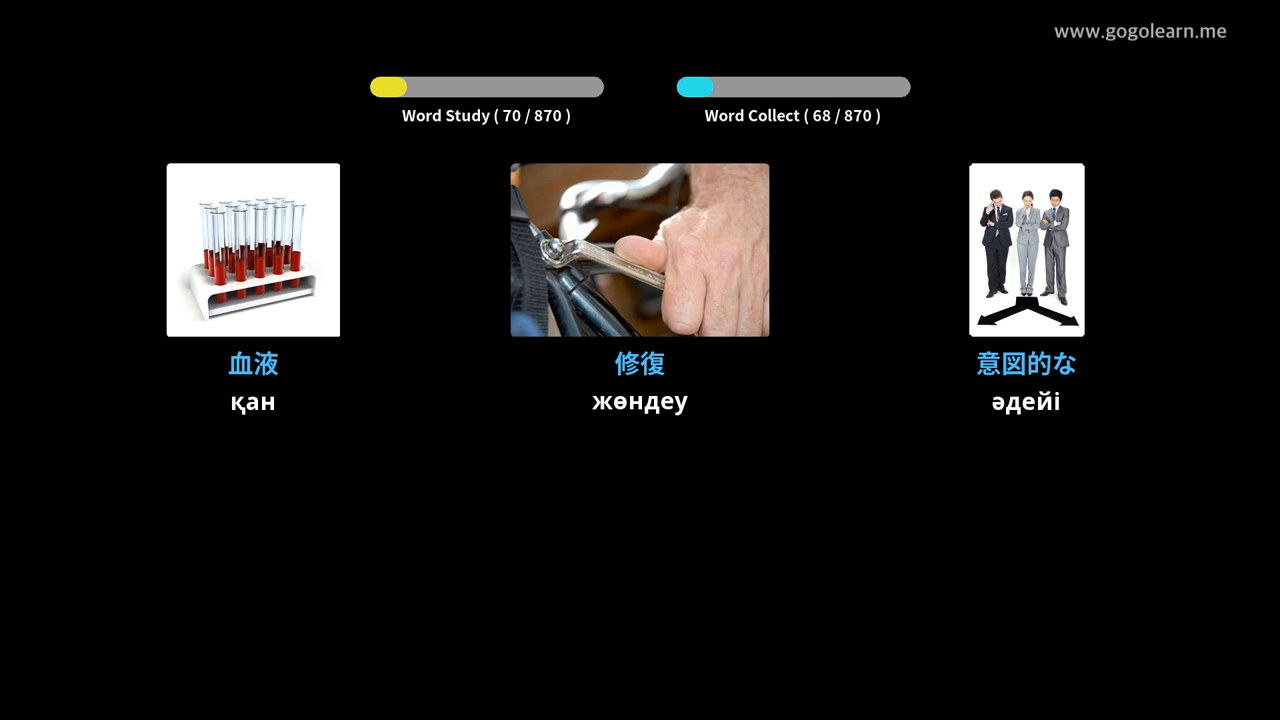 www.gogolearn.me
Word Study ( 70 / 870 )
Word Collect ( 68 / 870 )
血液
修復
意図的な
қан
жөндеу
әдейі